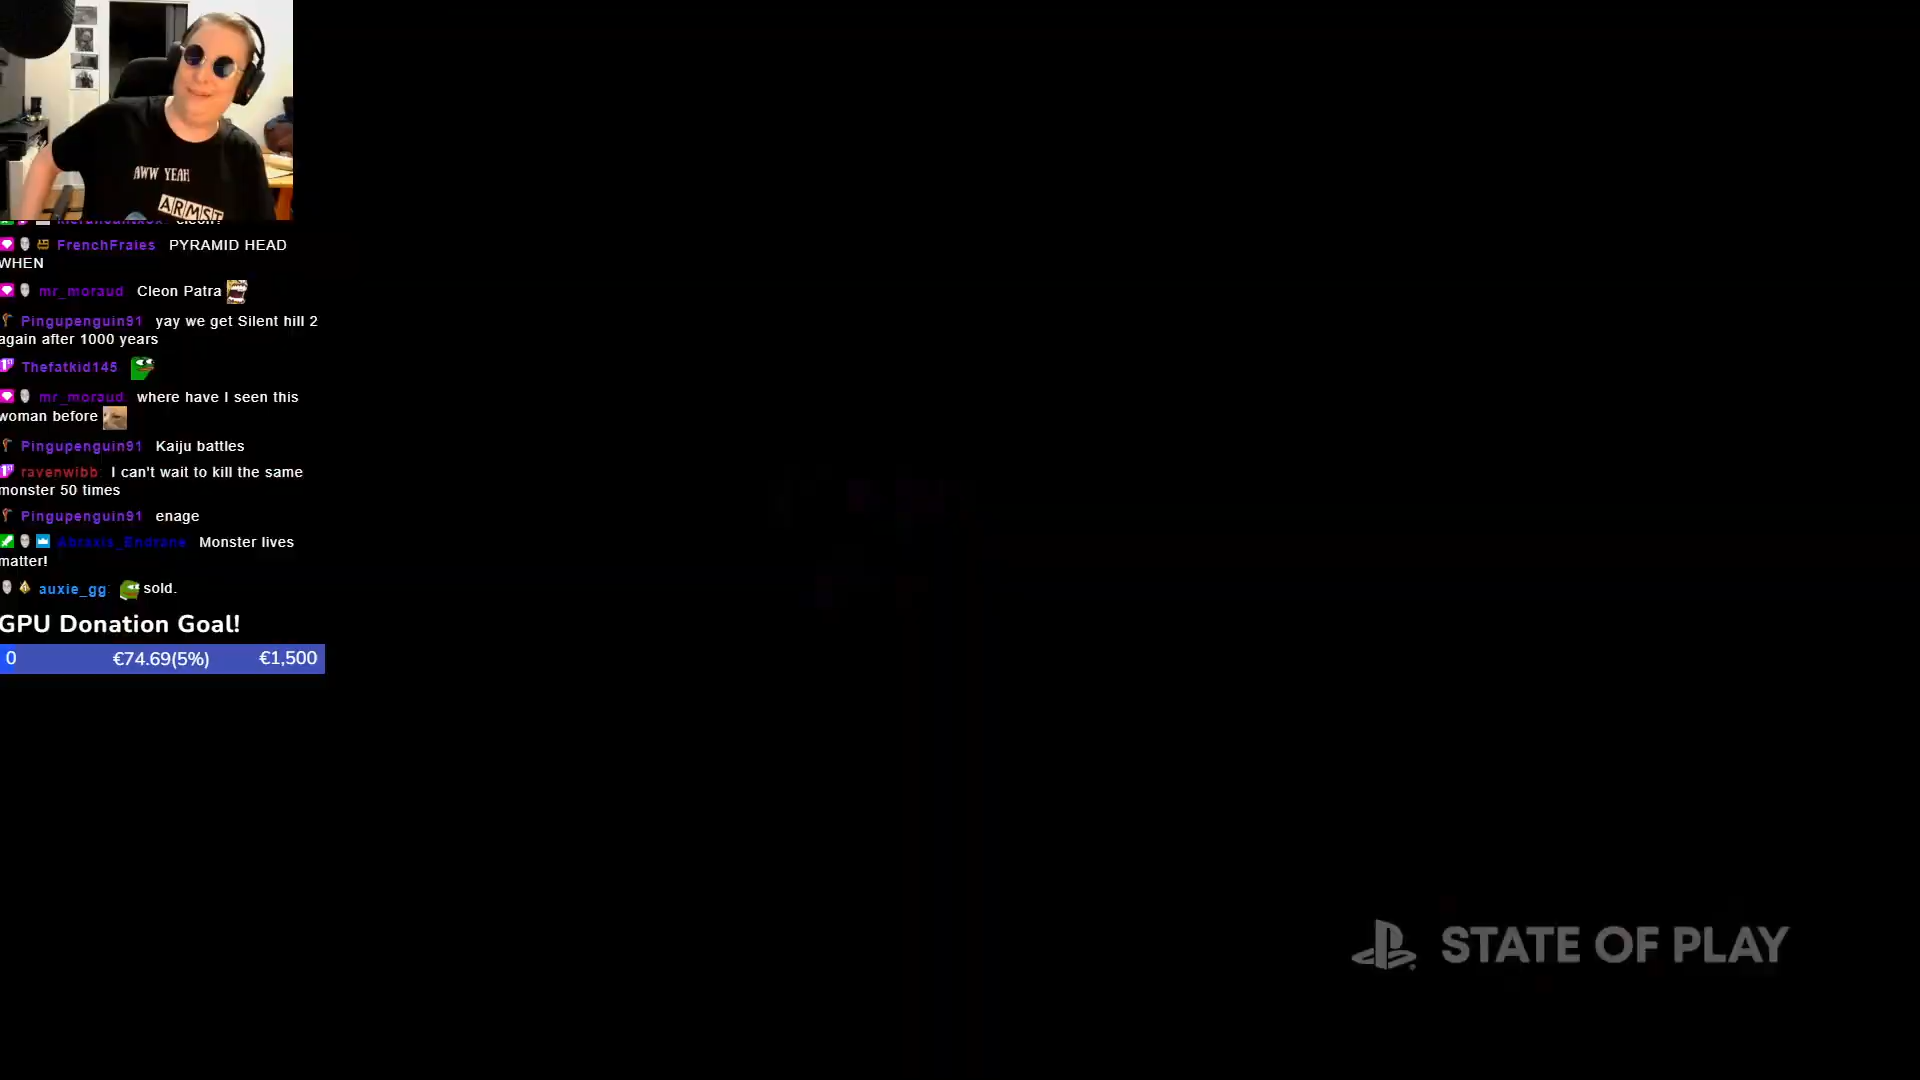 AWW YEAH
ARMST
cleon?
FrenchFraies PYRAMID HEAD
WHEN
mr_moraud: Cleon Patra
Pingupenguin91 yay we get Silent hill 2
again after 1000 years
Thefatkid145
mr_moraud: where have I seen this
woman before
Pingupenguin91 Kaiju battles
ravenwibb: I can't wait to kill the same
monster 50 times
Pingupenguin91 enage
Abraxis_Endrane Monster lives
matter!
auxie_gg: sold.
GPU Donation Goal!
0 €74.69(5%) €1,500
STATE OF PLAY